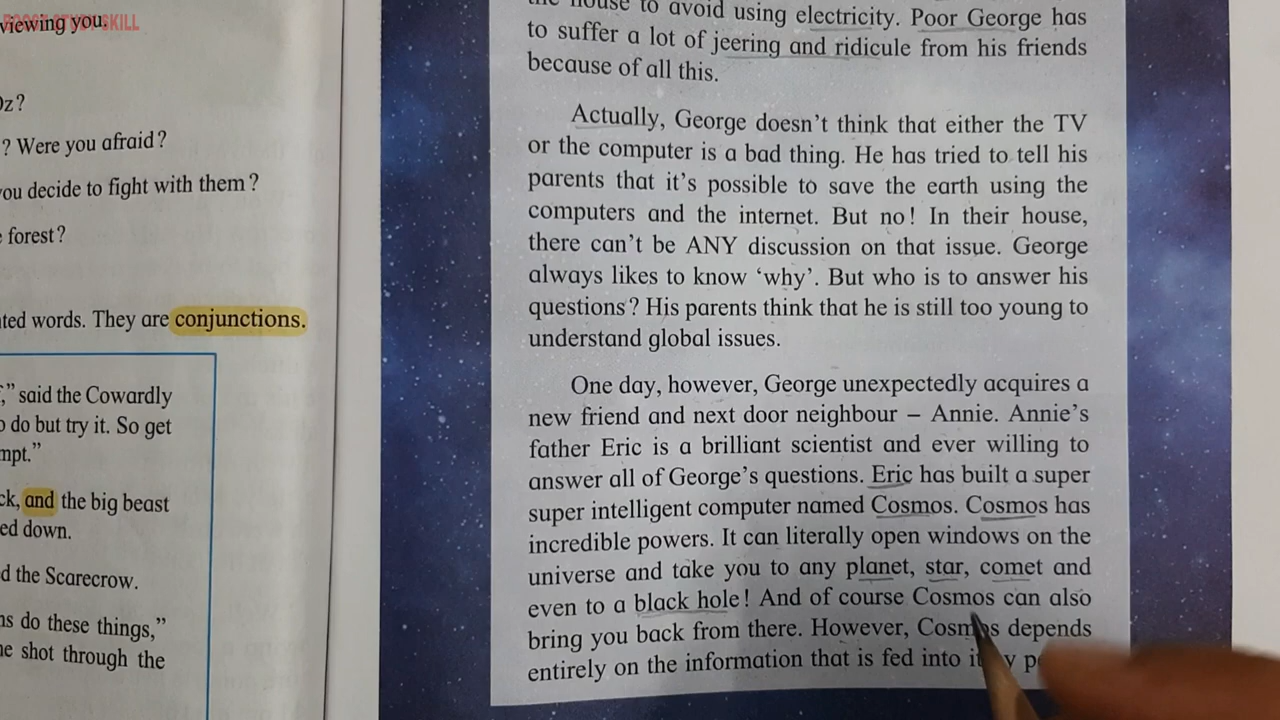 viewing you.
BOOST STUDY SKILL
Oz?
? Were you afraid?
you decide to fight with them?
forest?
ted words. They are conjunctions.
," said the Cowardly
do but try it. So get
mpt."
ck, and the big beast
ed down.
d the Scarecrow.
ns do these things,"
he shot through the
the house to avoid using electricity. Poor George has
to suffer a lot of jeering and ridicule from his friends
because of all this.
Actually, George doesn't think that either the TV
or the computer is a bad thing. He has tried to tell his
parents that it's possible to save the earth using the
computers and the internet. But no! In their house,
there can't be ANY discussion on that issue. George
always likes to know 'why'. But who is to answer his
questions? His parents think that he is still too young to
understand global issues.
One day, however, George unexpectedly acquires a
new friend and next door neighbour – Annie. Annie's
father Eric is a brilliant scientist and ever willing to
answer all of George's questions. Eric has built a super
super intelligent computer named Cosmos. Cosmos has
incredible powers. It can literally open windows on the
universe and take you to any planet, star, comet and
even to a black hole! And of course Cosmos can also
bring you back from there. However, Cosmos depends
entirely on the information that is fed into it